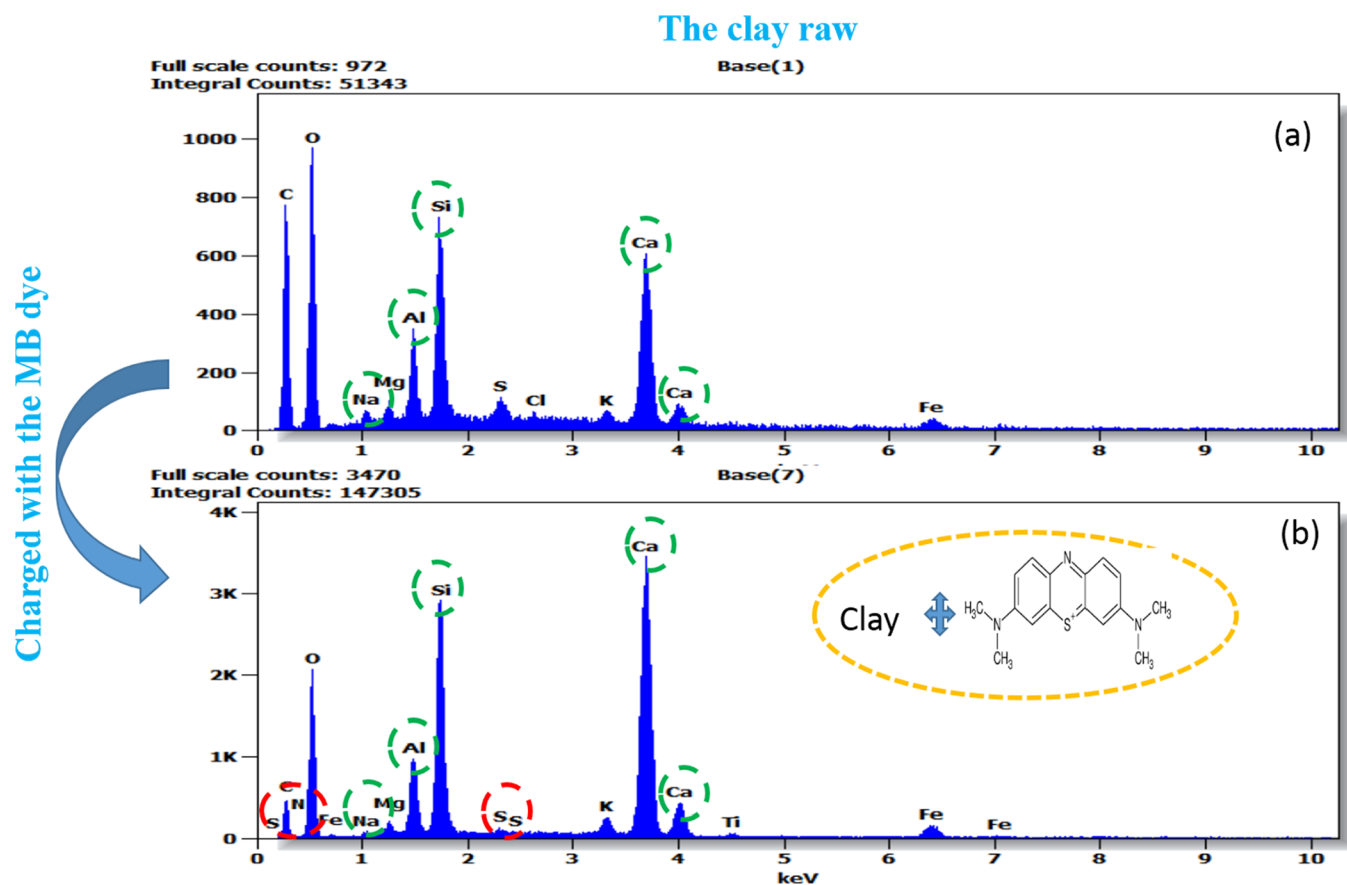 The clay raw
Full scale counts: 972
Base(1)
Integral Counts: 51343
(a)
1000
800
600
400
200
0
C
O
Na
Mg
Al
Si
S
Cl
K
Ca
Ca
Fe
0 1 2 3 4 5 6 7 8 9 10
Charged with the MB dye
Full scale counts: 3470
Base(7)
Integral Counts: 147305
(b)
4K
3K
2K
1K
0
S
C
N
O
Fe
Na
Mg
Al
Si
S
S
K
Ca
Ca
Ti
Fe
Fe
Clay
N
H₃C
N
CH₃
S⁺
CH₃
N
CH₃
0 1 2 3 4 5 6 7 8 9 10
keV